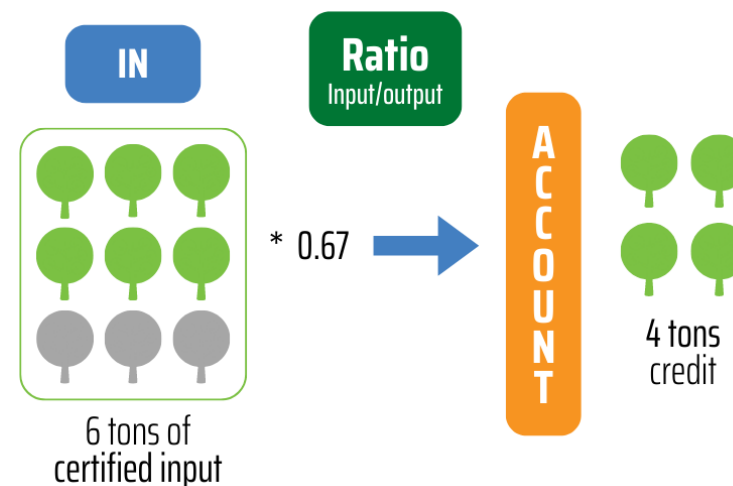 IN
Ratio
Input/output
* 0.67
ACCOUNT
6 tons of
certified input
4 tons
credit